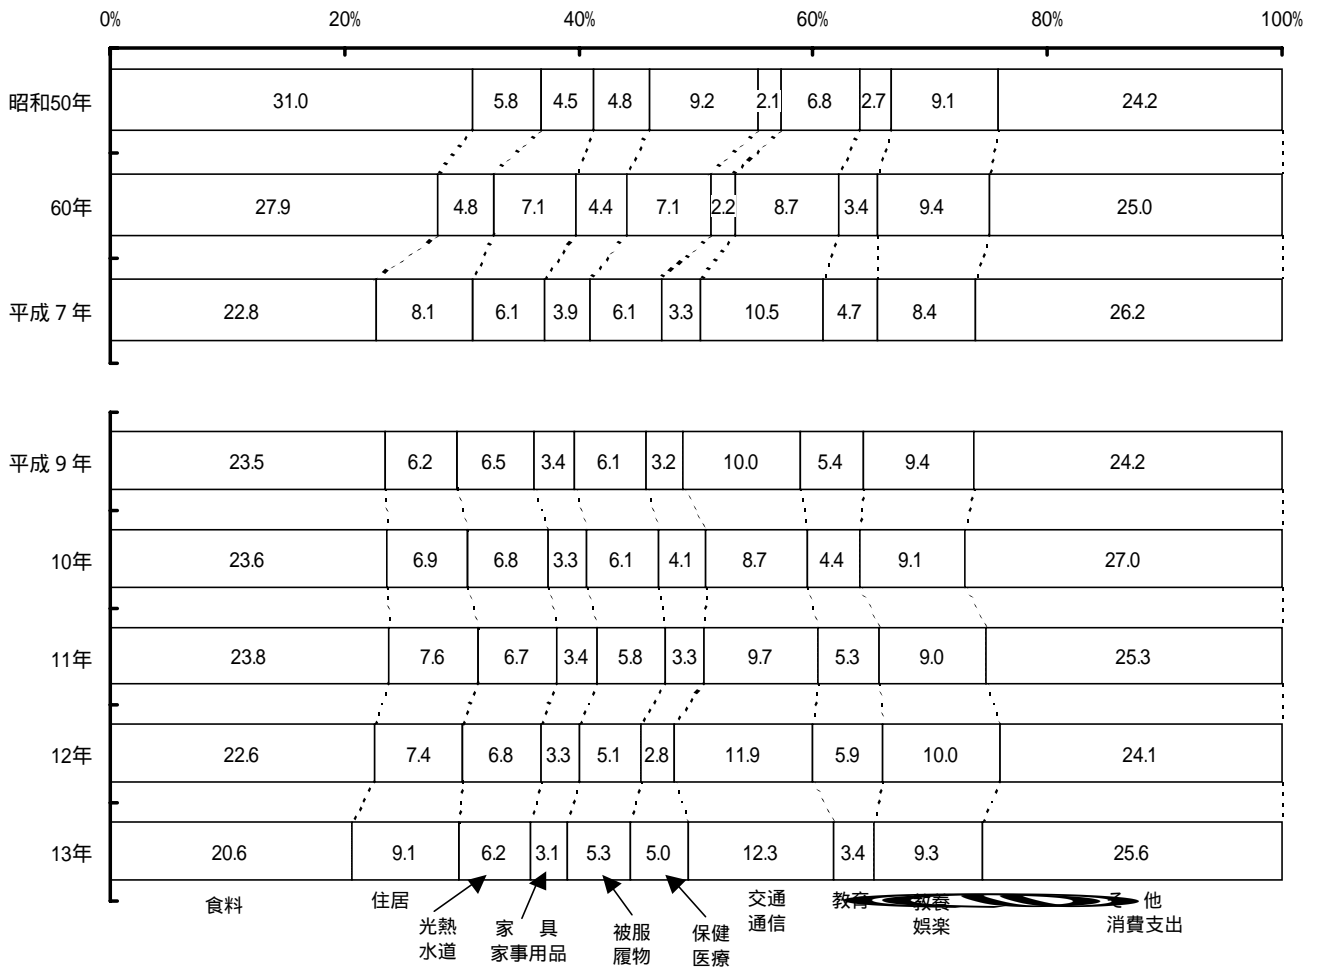 0% 20% 40% 60% 80% 100%
昭和50年 31.0 5.8 4.5 4.8 9.2 2.1 6.8 2.7 9.1 24.2
60年 27.9 4.8 7.1 4.4 7.1 2.2 8.7 3.4 9.4 25.0
平成７年 22.8 8.1 6.1 3.9 6.1 3.3 10.5 4.7 8.4 26.2
平成９年 23.5 6.2 6.5 3.4 6.1 3.2 10.0 5.4 9.4 24.2
10年 23.6 6.9 6.8 3.3 6.1 4.1 8.7 4.4 9.1 27.0
11年 23.8 7.6 6.7 3.4 5.8 3.3 9.7 5.3 9.0 25.3
12年 22.6 7.4 6.8 3.3 5.1 2.8 11.9 5.9 10.0 24.1
13年 20.6 9.1 6.2 3.1 5.3 5.0 12.3 3.4 9.3 25.6
食料
住居
光熱
水道
家 具
家事用品
被服
履物
保健
医療
交通
通信
教育
教養
娯楽
そ 他
消費支出